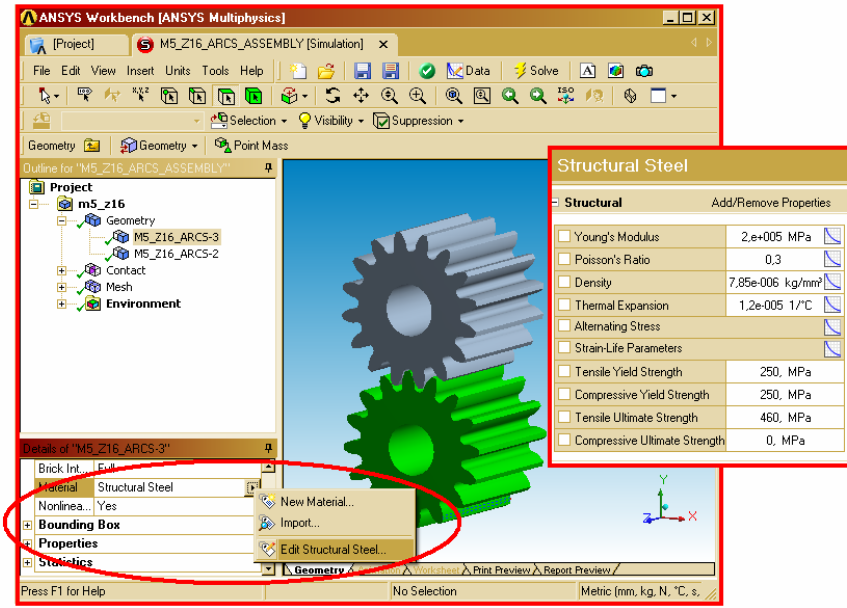 ANSYS Workbench [ANSYS Multiphysics]
[Project]
M5_Z16_ARCS_ASSEMBLY [Simulation]
File Edit View Insert Units Tools Help
Data
Solve
Selection
Visibility
Suppression
Geometry
Geometry
Point Mass
Outline for "M5_Z16_ARCS_ASSEMBLY"
Project
m5_z16
Geometry
M5_Z16_ARCS-3
M5_Z16_ARCS-2
Contact
Mesh
Environment
Structural Steel
Structural Add/Remove Properties
Young's Modulus 2,e+005 MPa
Poisson's Ratio 0,3
Density 7,85e-006 kg/mm³
Thermal Expansion 1,2e-005 1/°C
Alternating Stress
Strain-Life Parameters
Tensile Yield Strength 250, MPa
Compressive Yield Strength 250, MPa
Tensile Ultimate Strength 460, MPa
Compressive Ultimate Strength 0, MPa
Details of "M5_Z16_ARCS-3"
Brick Int... Full
Material Structural Steel
Nonlinea... Yes
Bounding Box
Properties
Statistics
New Material...
Import...
Edit Structural Steel...
Y
Z
X
Geometry
Worksheet
Print Preview
Report Preview
Press F1 for Help
No Selection
Metric (mm, kg, N, °C, s,